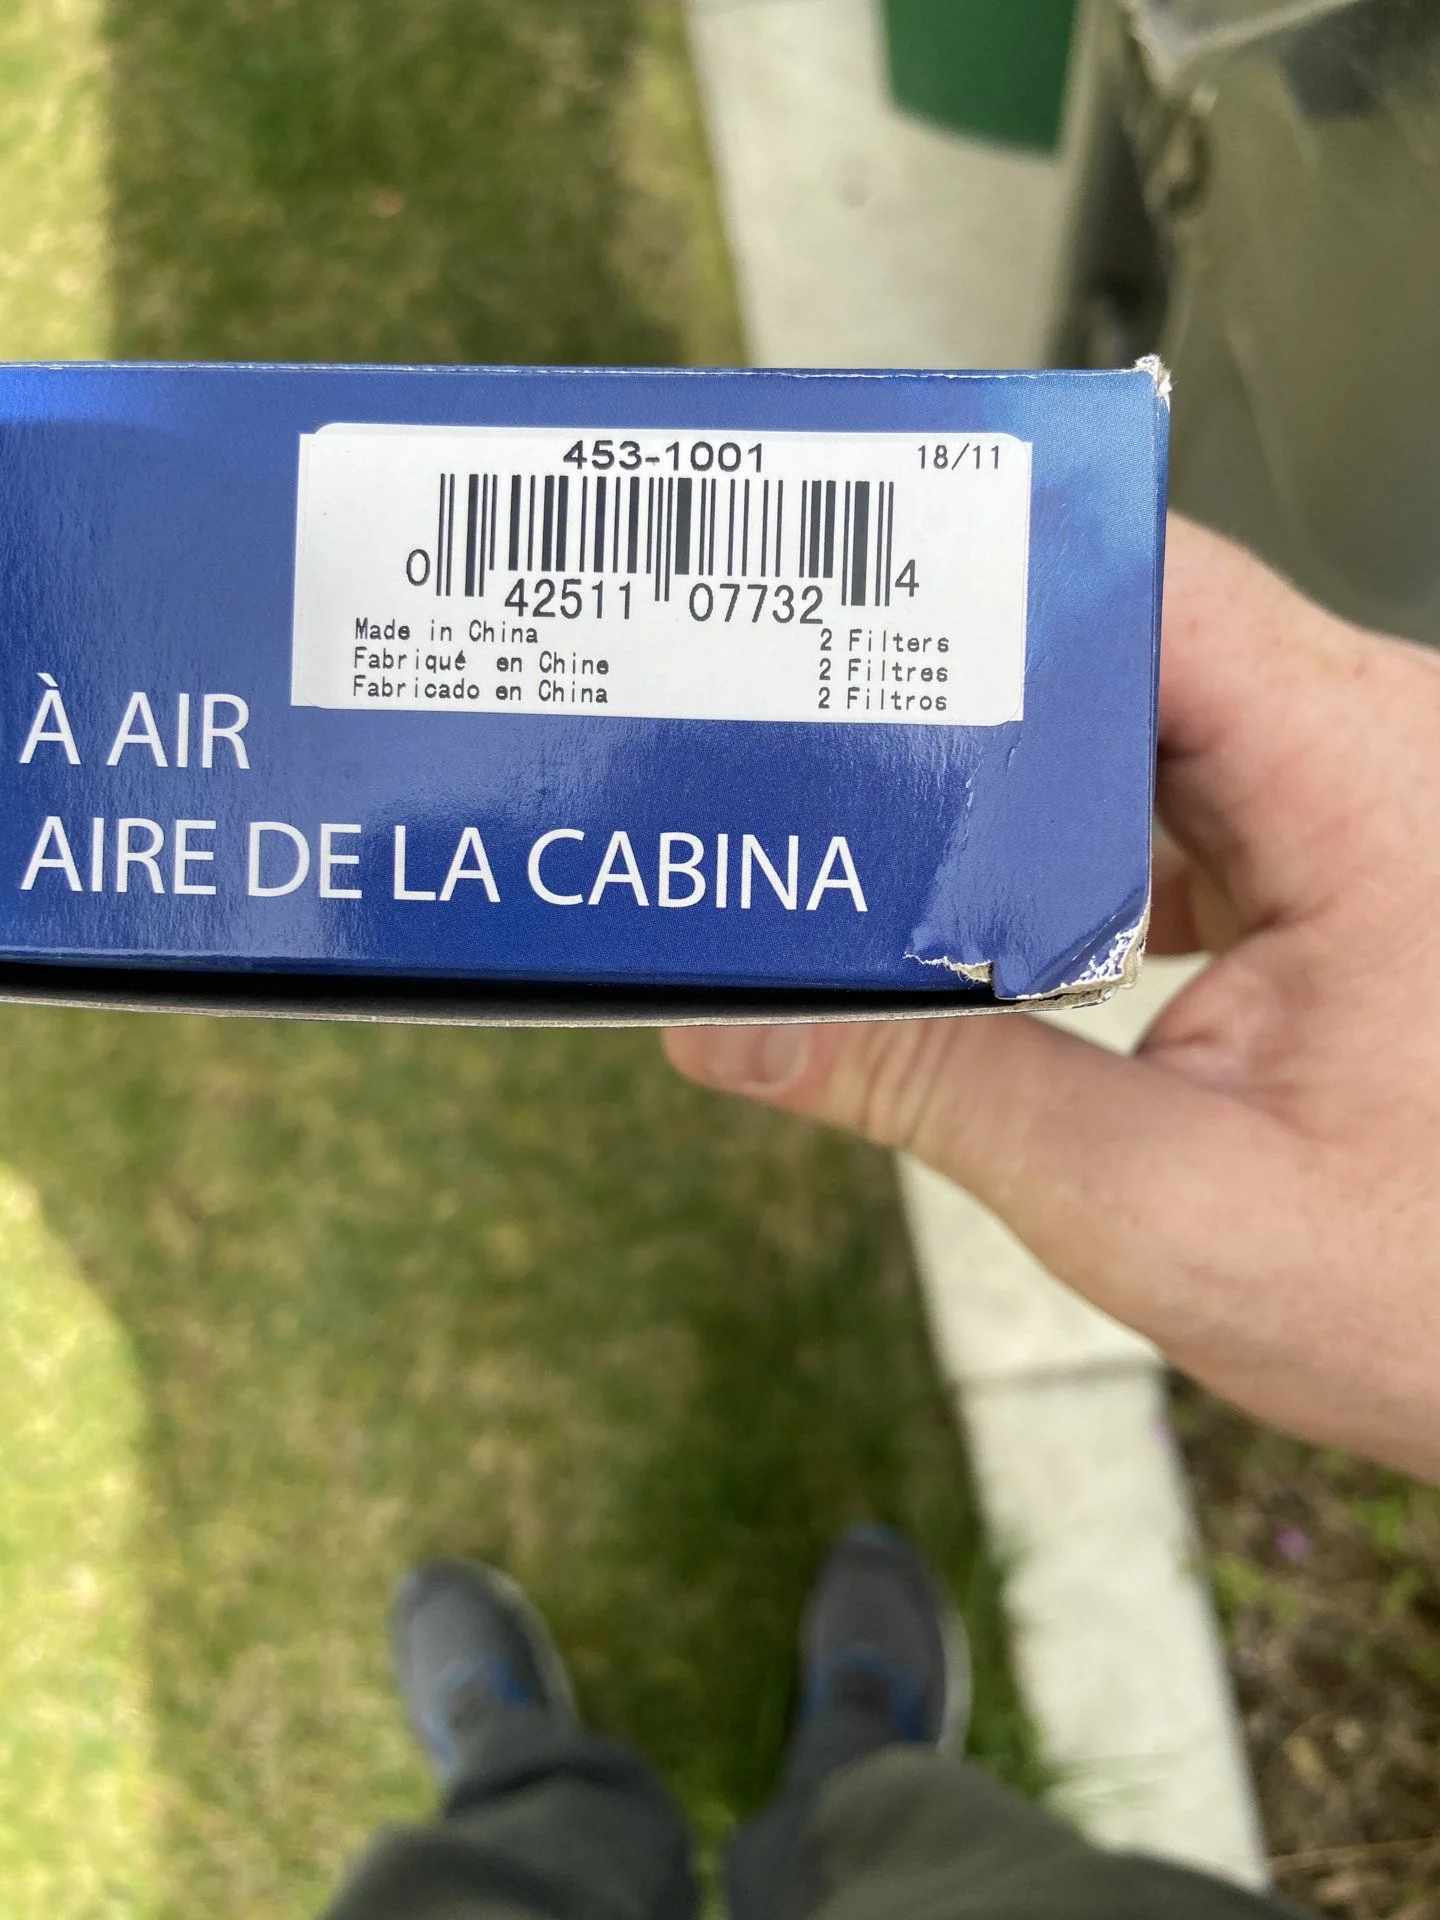 453-1001 18/11
0 42511 07732 4
Made in China 2 Filters
Fabriqué en Chine 2 Filtres
Fabricado en China 2 Filtros
À AIR
AIRE DE LA CABINA